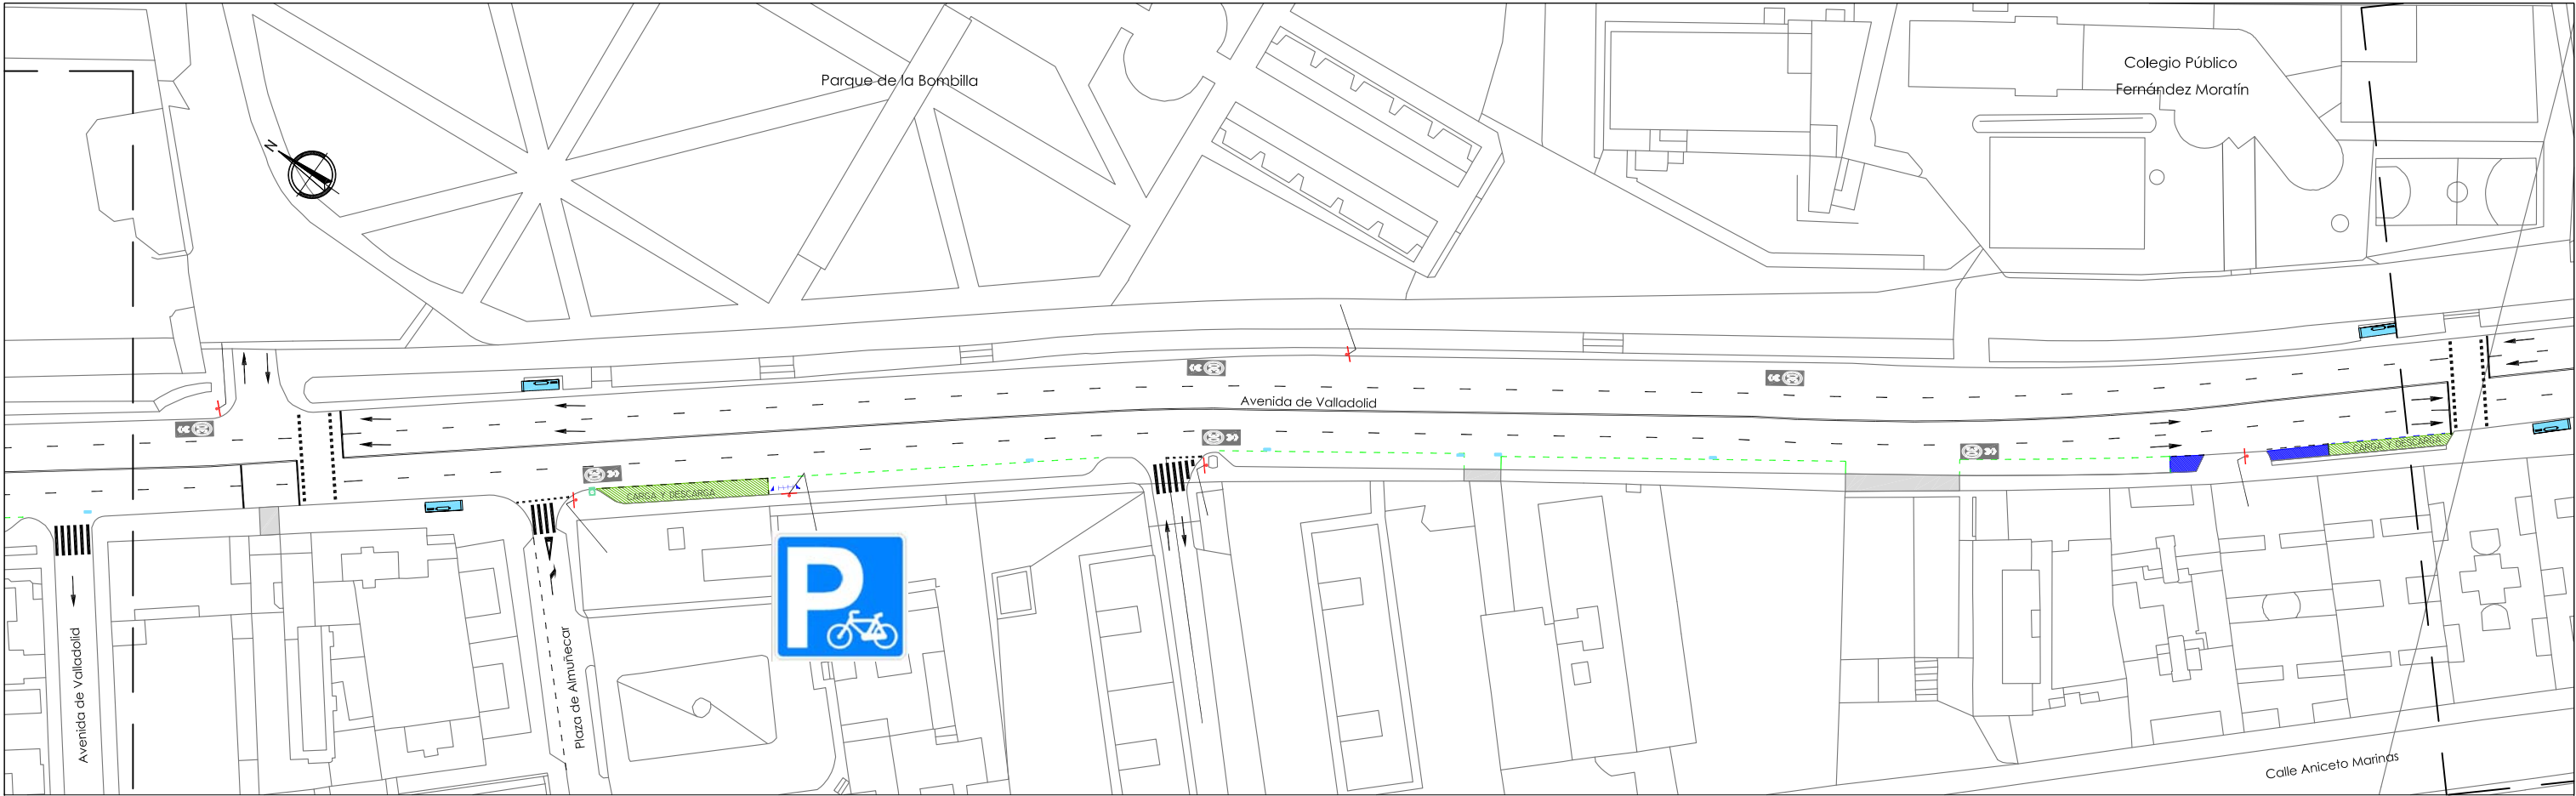 Parque de la Bombilla
Colegio Público
Fernández Moratín
N
Avenida de Valladolid
CARGA Y DESCARGA
CARGA Y DESCARGA
P
Avenida de Valladolid
Plaza de Almuñecar
Calle Aniceto Marinas